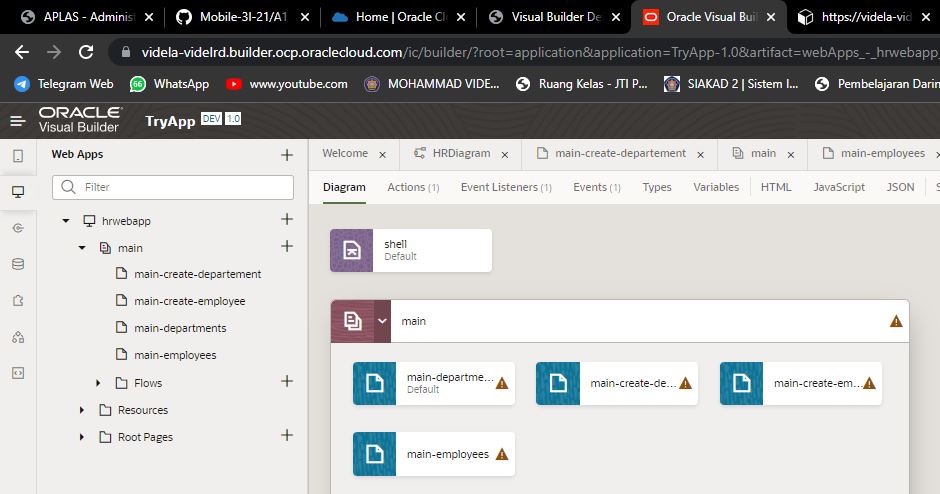 APLAS - Adminis
Mobile-3I-21/A1
Home | Oracle Cl
Visual Builder De
Oracle Visual Buil
https://videla-vid
videla-videlrd.builder.ocp.oraclecloud.com/ic/builder/?root=application&application=TryApp-1.0&artifact=webApps_-_hrwebapp
Telegram Web
66
WhatsApp
www.youtube.com
MOHAMMAD VIDE...
Ruang Kelas - JTI P...
SIAKAD 2 | Sistem I...
Pembelajaran Darin
ORACLE
Visual Builder
TryApp
DEV
1.0
Web Apps
Welcome
HRDiagram
main-create-departement
main
main-employees
Filter
Diagram
Actions (1)
Event Listeners (1)
Events (1)
Types
Variables
HTML
JavaScript
JSON
S
hrwebapp
main
main-create-departement
main-create-employee
main-departments
main-employees
Flows
Resources
Root Pages
shell
Default
main
main-departme...
Default
main-create-de...
main-create-em...
main-employees